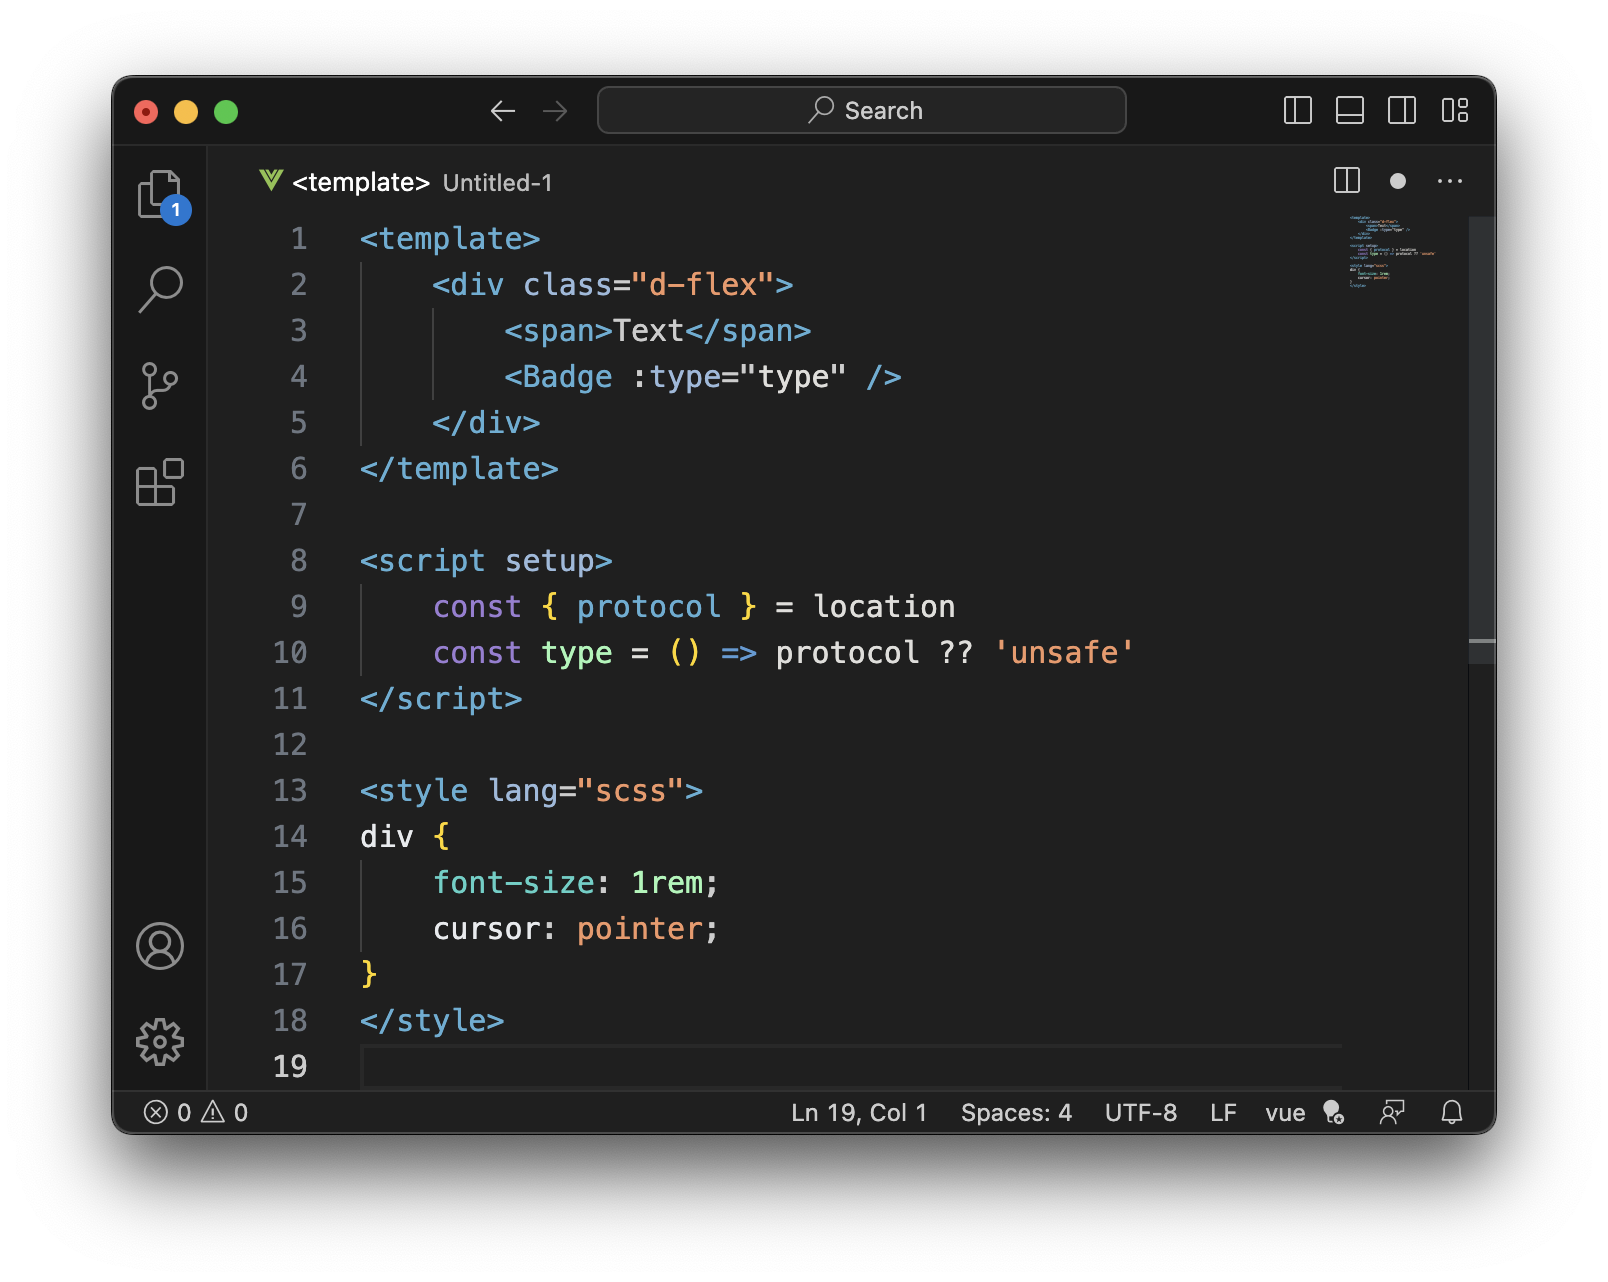 Search
<template> Untitled-1
1
1 <template>
2     <div class="d-flex">
3         <span>Text</span>
4         <Badge :type="type" />
5     </div>
6 </template>
7
8 <script setup>
9     const { protocol } = location
10     const type = () => protocol ?? 'unsafe'
11 </script>
12
13 <style lang="scss">
14 div {
15     font-size: 1rem;
16     cursor: pointer;
17 }
18 </style>
19
0 0 Ln 19, Col 1 Spaces: 4 UTF-8 LF vue